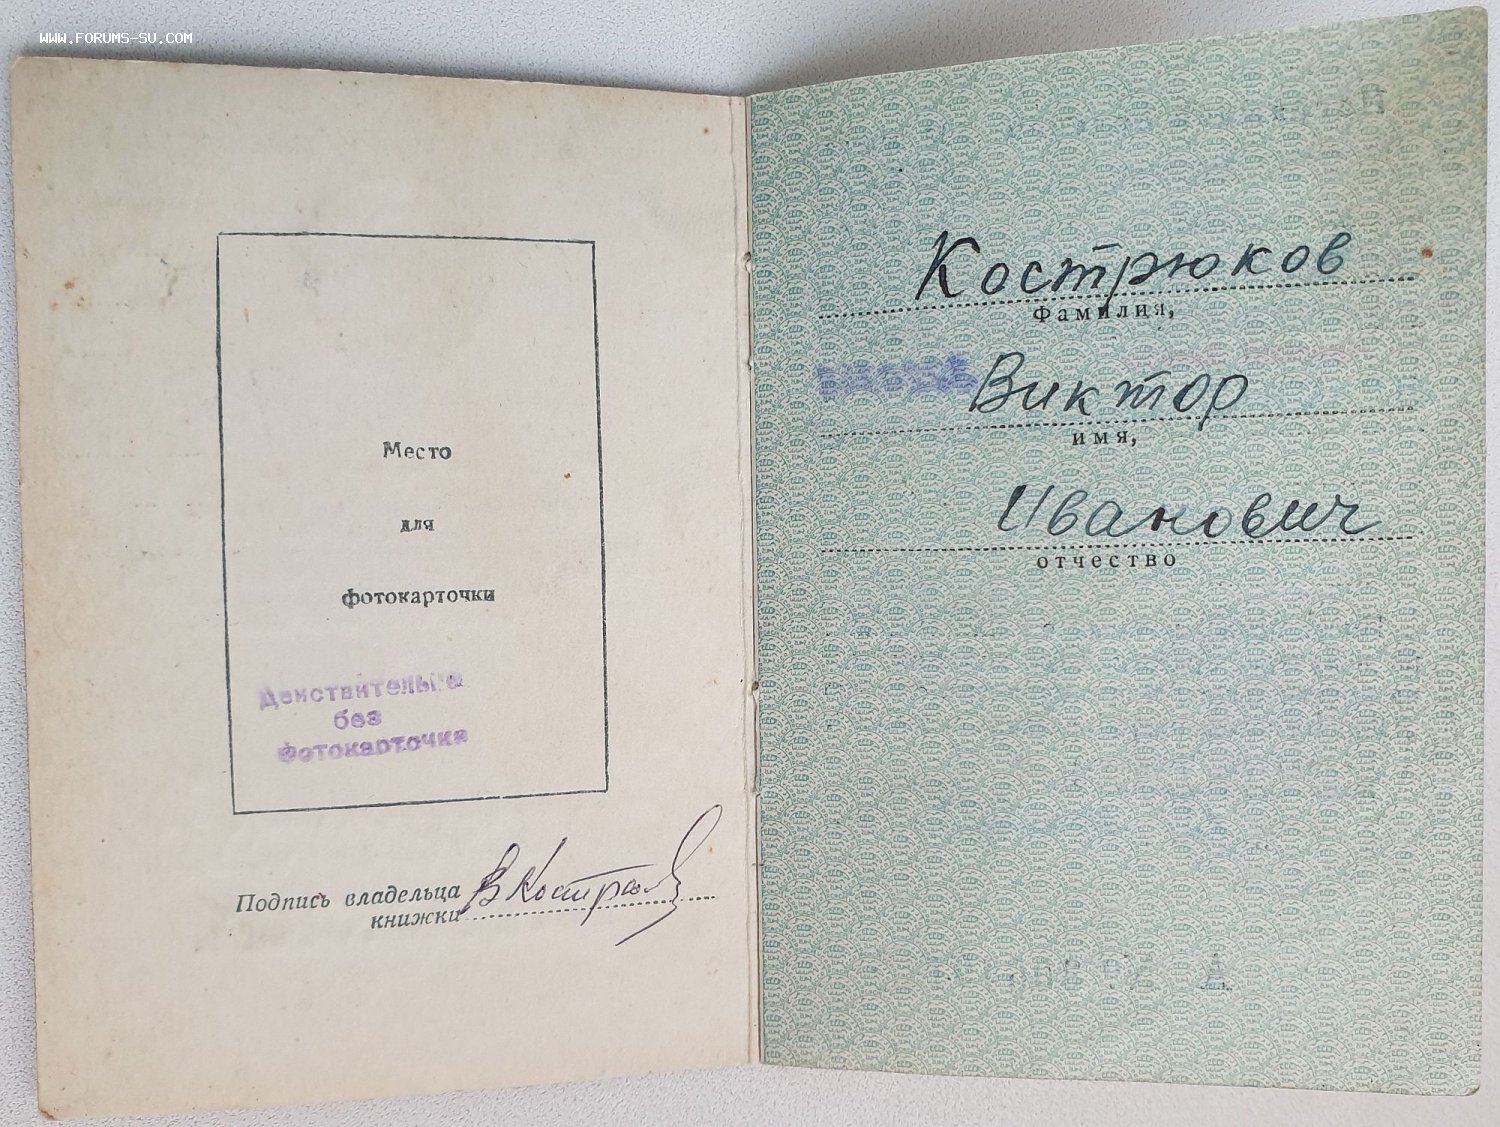 WWW.FORUMS-SU.COM
Место
для
фотокарточки
Действительна
без
Фотокарточки
Подпись владельца
книжки
Кострюков
Фамилия,
Виктор
имя,
Иванович
отчество